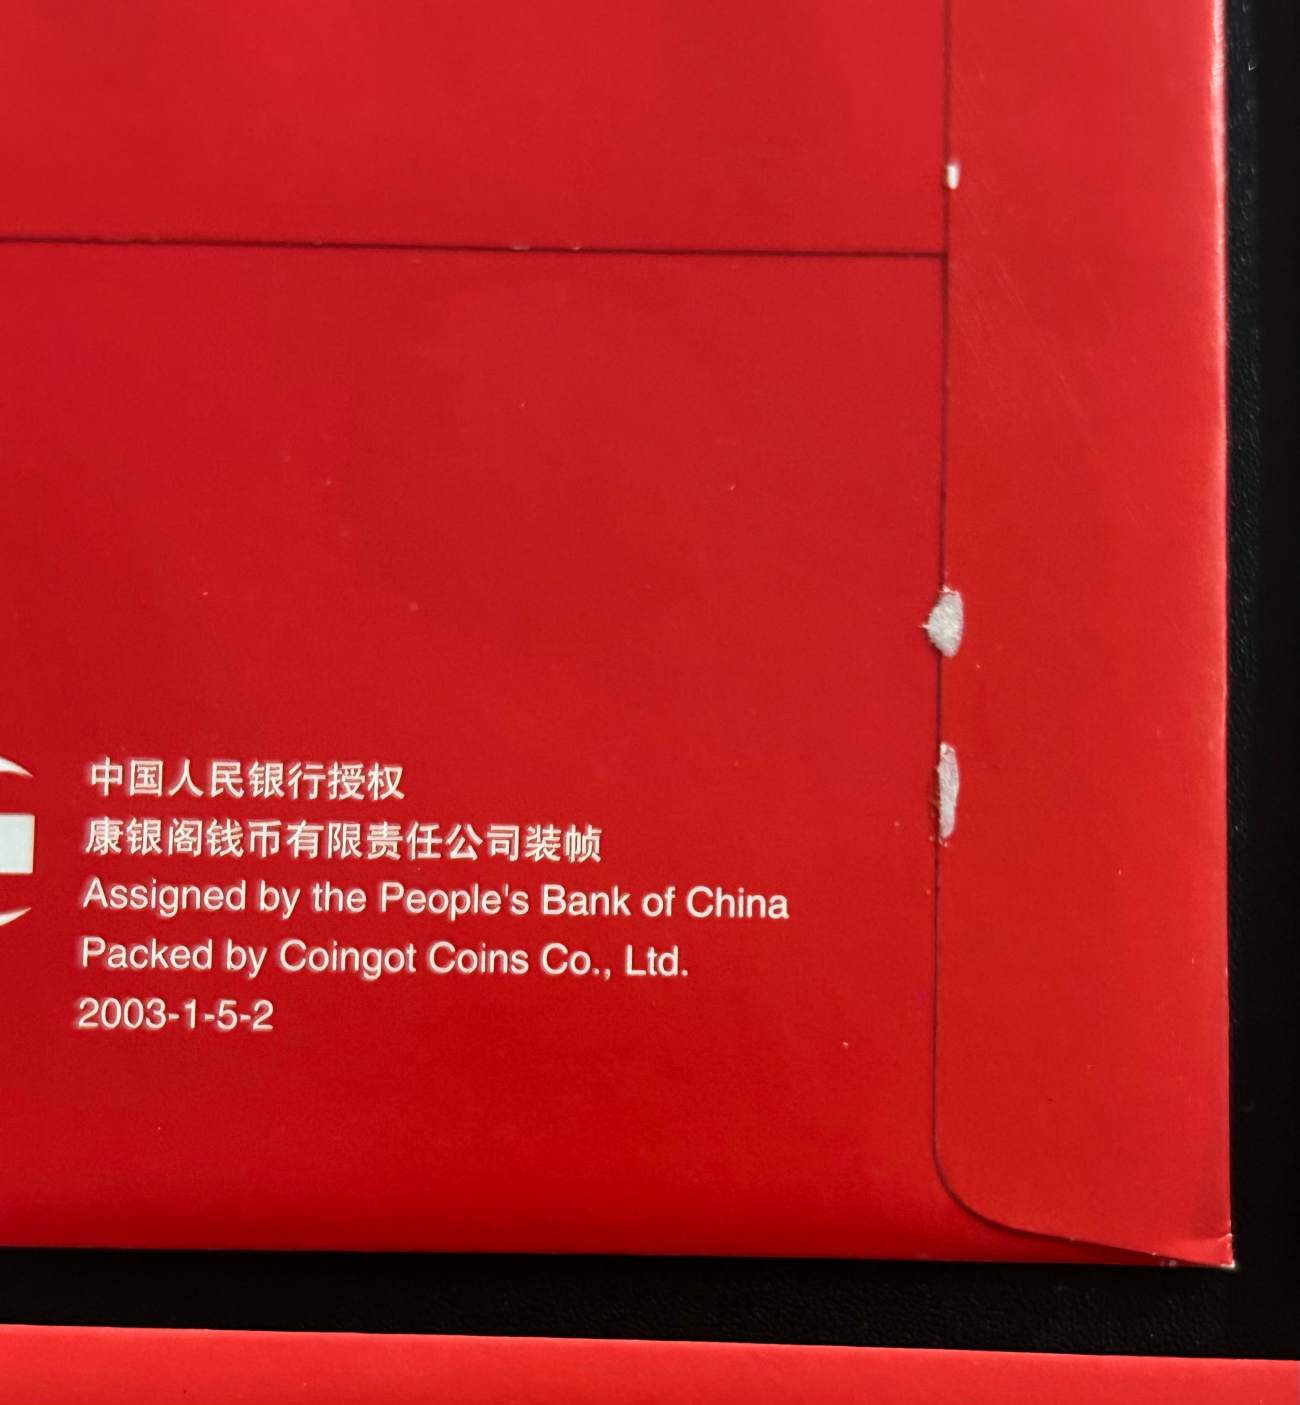 中国人民银行授权
康银阁钱币有限责任公司装帧
Assigned by the People's Bank of China
Packed by Coingot Coins Co., Ltd.
2003-1-5-2